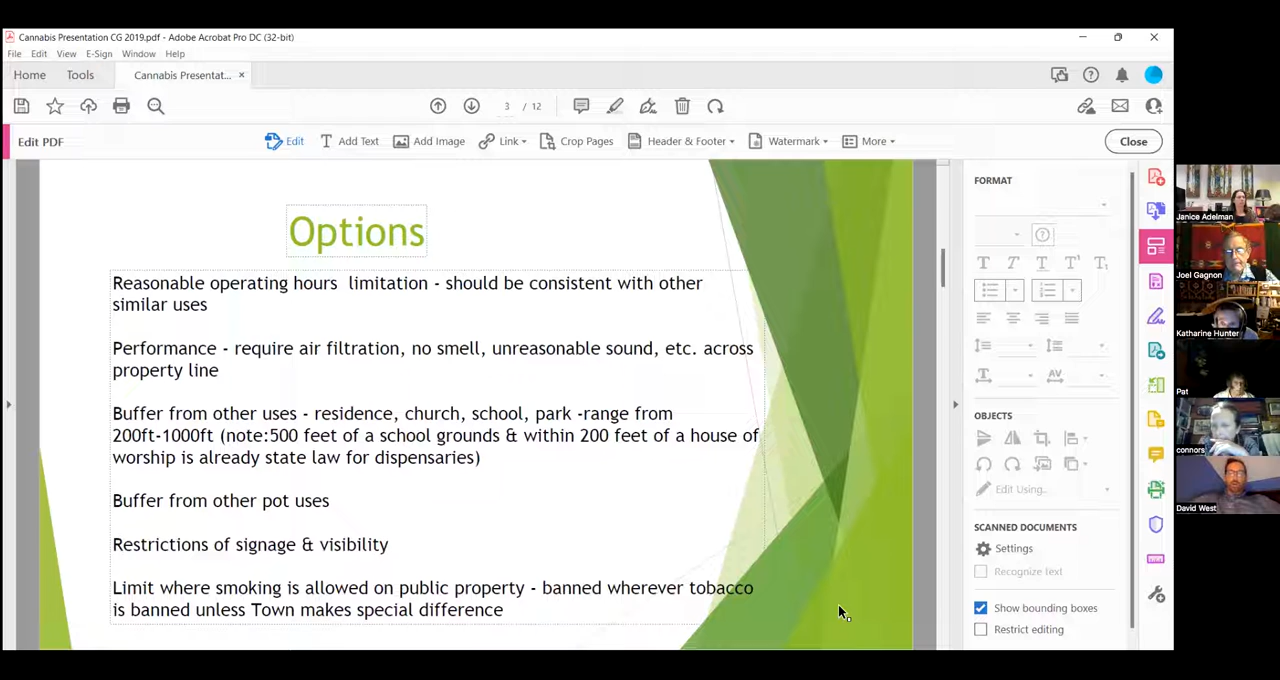 Cannabis Presentation CG 2019.pdf - Adobe Acrobat Pro DC (32-bit)
File Edit View E-Sign Window Help
Home Tools Cannabis Presentat... ×
3 / 12
Edit PDF Edit Add Text Add Image Link Crop Pages Header & Footer Watermark More Close
Options
Reasonable operating hours limitation - should be consistent with other
similar uses
Performance - require air filtration, no smell, unreasonable sound, etc. across
property line
Buffer from other uses - residence, church, school, park -range from
200ft-1000ft (note:500 feet of a school grounds & within 200 feet of a house of
worship is already state law for dispensaries)
Buffer from other pot uses
Restrictions of signage & visibility
Limit where smoking is allowed on public property - banned wherever tobacco
is banned unless Town makes special difference
FORMAT
OBJECTS
Edit Using...
SCANNED DOCUMENTS
Settings
Recognize text
Show bounding boxes
Restrict editing
Janice Adelman
Joel Gagnon
Katharine Hunter
Pat
connors
David West